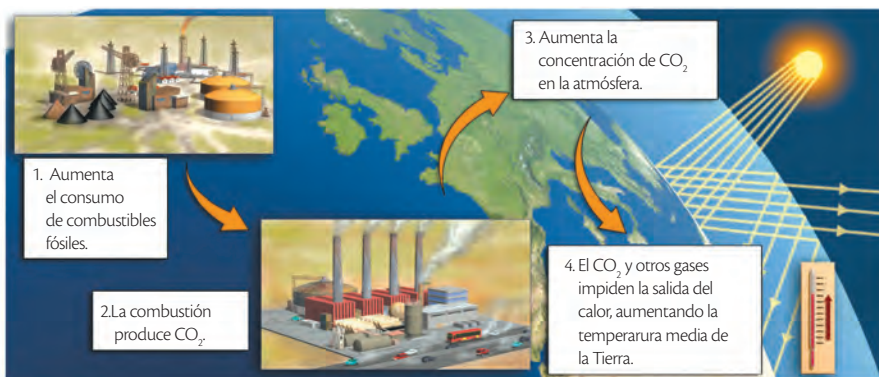 1. Aumenta
el consumo
de combustibles
fósiles.
2.La combustión
produce CO₂.
3. Aumenta la
concentración de CO₂
en la atmósfera.
4. El CO₂ y otros gases
impiden la salida del
calor, aumentando la
temperarura media de
la Tierra.